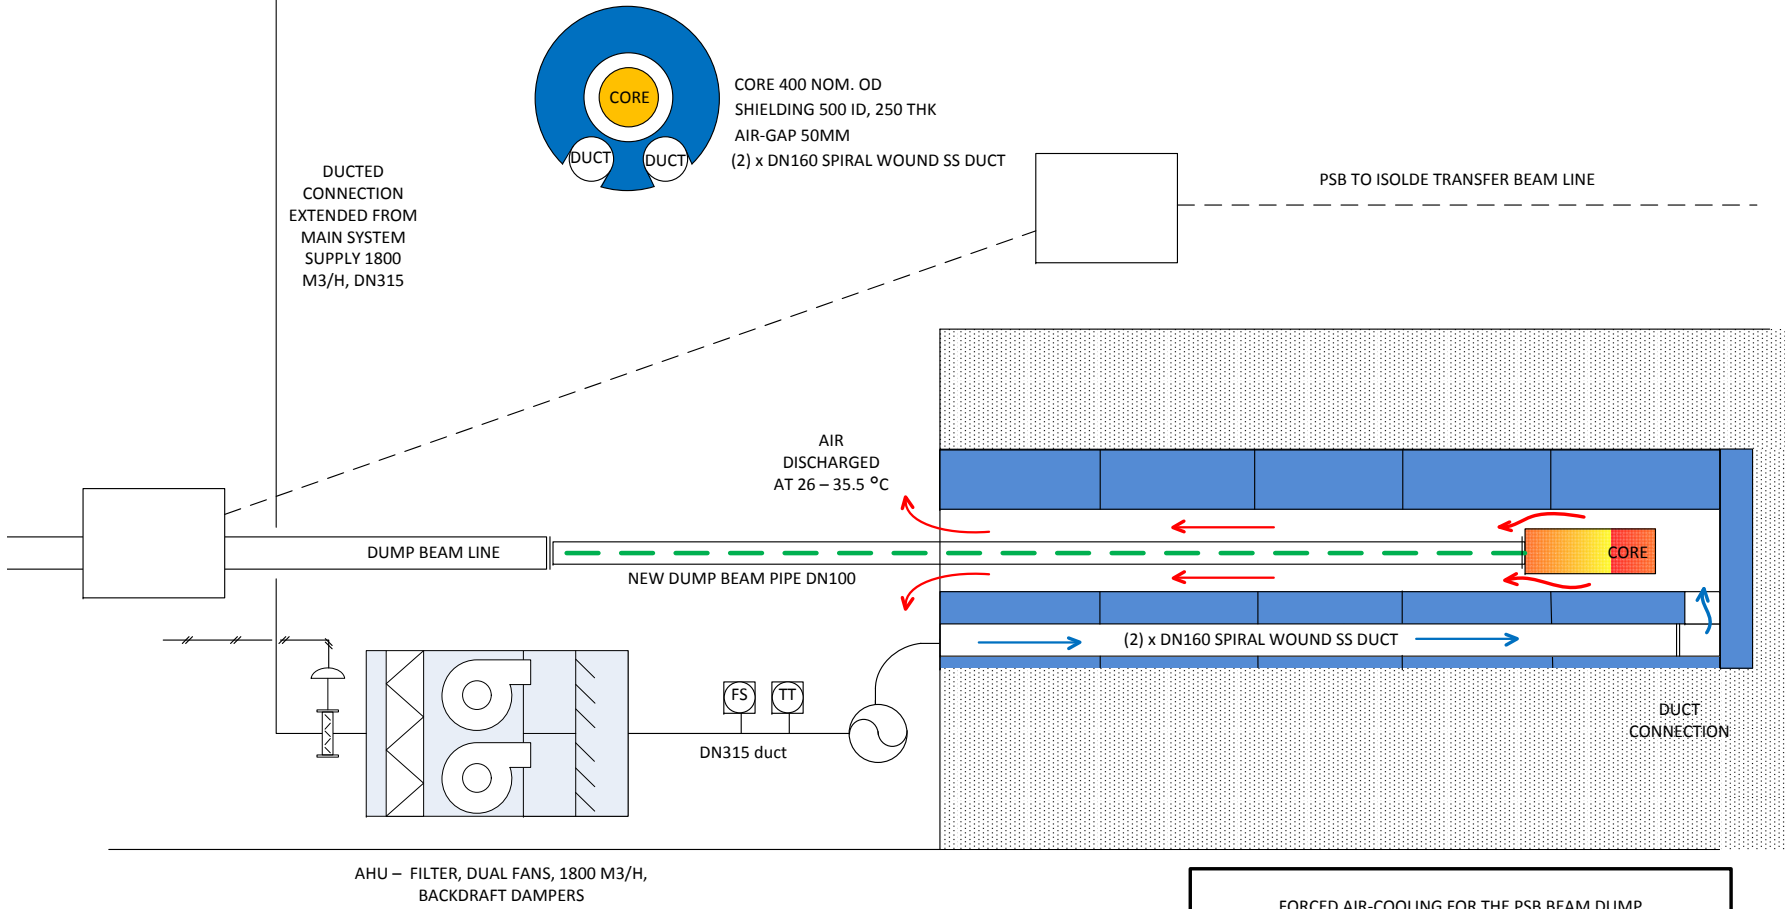 CORE
DUCT DUCT
CORE 400 NOM. OD
SHIELDING 500 ID, 250 THK
AIR-GAP 50MM
(2) x DN160 SPIRAL WOUND SS DUCT
DUCTED
CONNECTION
EXTENDED FROM
MAIN SYSTEM
SUPPLY 1800
M3/H, DN315
PSB TO ISOLDE TRANSFER BEAM LINE
AIR
DISCHARGED
AT 26 – 35.5 °C
DUMP BEAM LINE
NEW DUMP BEAM PIPE DN100
CORE
(2) x DN160 SPIRAL WOUND SS DUCT
FS TT
DN315 duct
DUCT
CONNECTION
AHU – FILTER, DUAL FANS, 1800 M3/H,
BACKDRAFT DAMPERS
FORCED AIR-COOLING FOR THE PSB BEAM DUMP